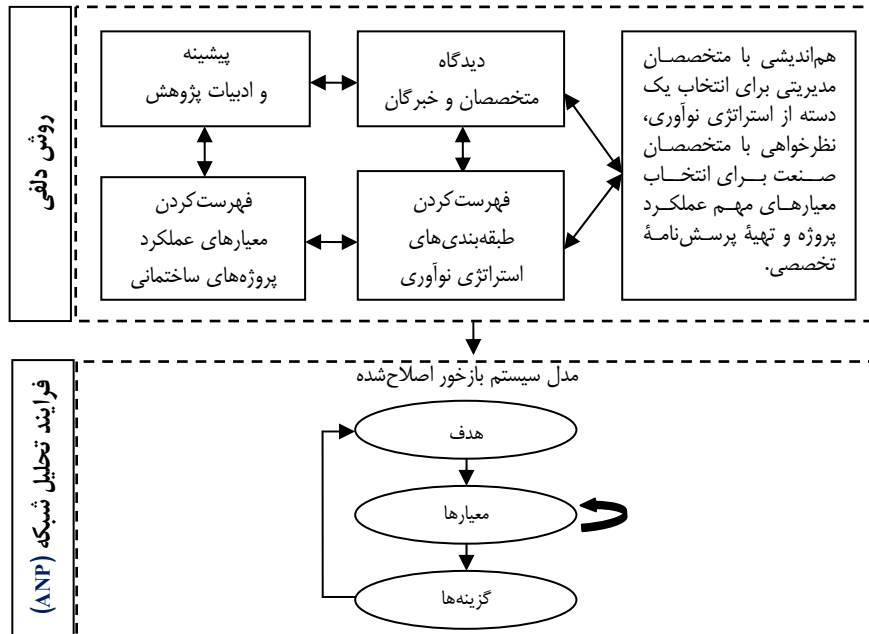 روش دلفی
هم‌اندیشی با متخصصان
مدیریتی برای انتخاب یک
دسته از استراتژی نوآوری،
نظرخواهی با متخصصان
صنعت برای انتخاب
معیارهای مهم عملکرد
پروژه و تهیۀ پرسش‌نامۀ
تخصصی.
دیدگاه
متخصصان و خبرگان
پیشینه
و ادبیات پژوهش
فهرست‌کردن
طبقه‌بندی‌های
استراتژی نوآوری
فهرست‌کردن
معیارهای عملکرد
پروژه‌های ساختمانی
فرایند تحلیل شبکه (ANP)
مدل سیستم بازخور اصلاح‌شده
هدف
معیارها
گزینه‌ها